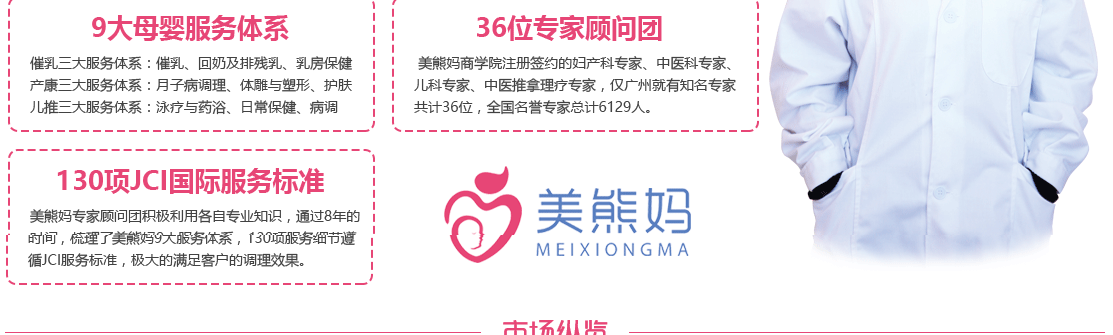 9大母婴服务体系
催乳三大服务体系：催乳、回奶及排残乳、乳房保健
产康三大服务体系：月子病调理、体雕与塑形、护肤
儿推三大服务体系：泳疗与药浴、日常保健、病调
36位专家顾问团
美熊妈商学院注册签约的妇产科专家、中医科专家、
儿科专家、中医推拿理疗专家，仅广州就有知名专家
共计36位，全国名誉专家总计6129人。
130项JCI国际服务标准
美熊妈专家顾问团积极利用各自专业知识，通过8年的
时间，梳理了美熊妈9大服务体系，130项服务细节遵
循JCI服务标准，极大的满足客户的调理效果。
美熊妈
MEIXIONGMA
市场纵览